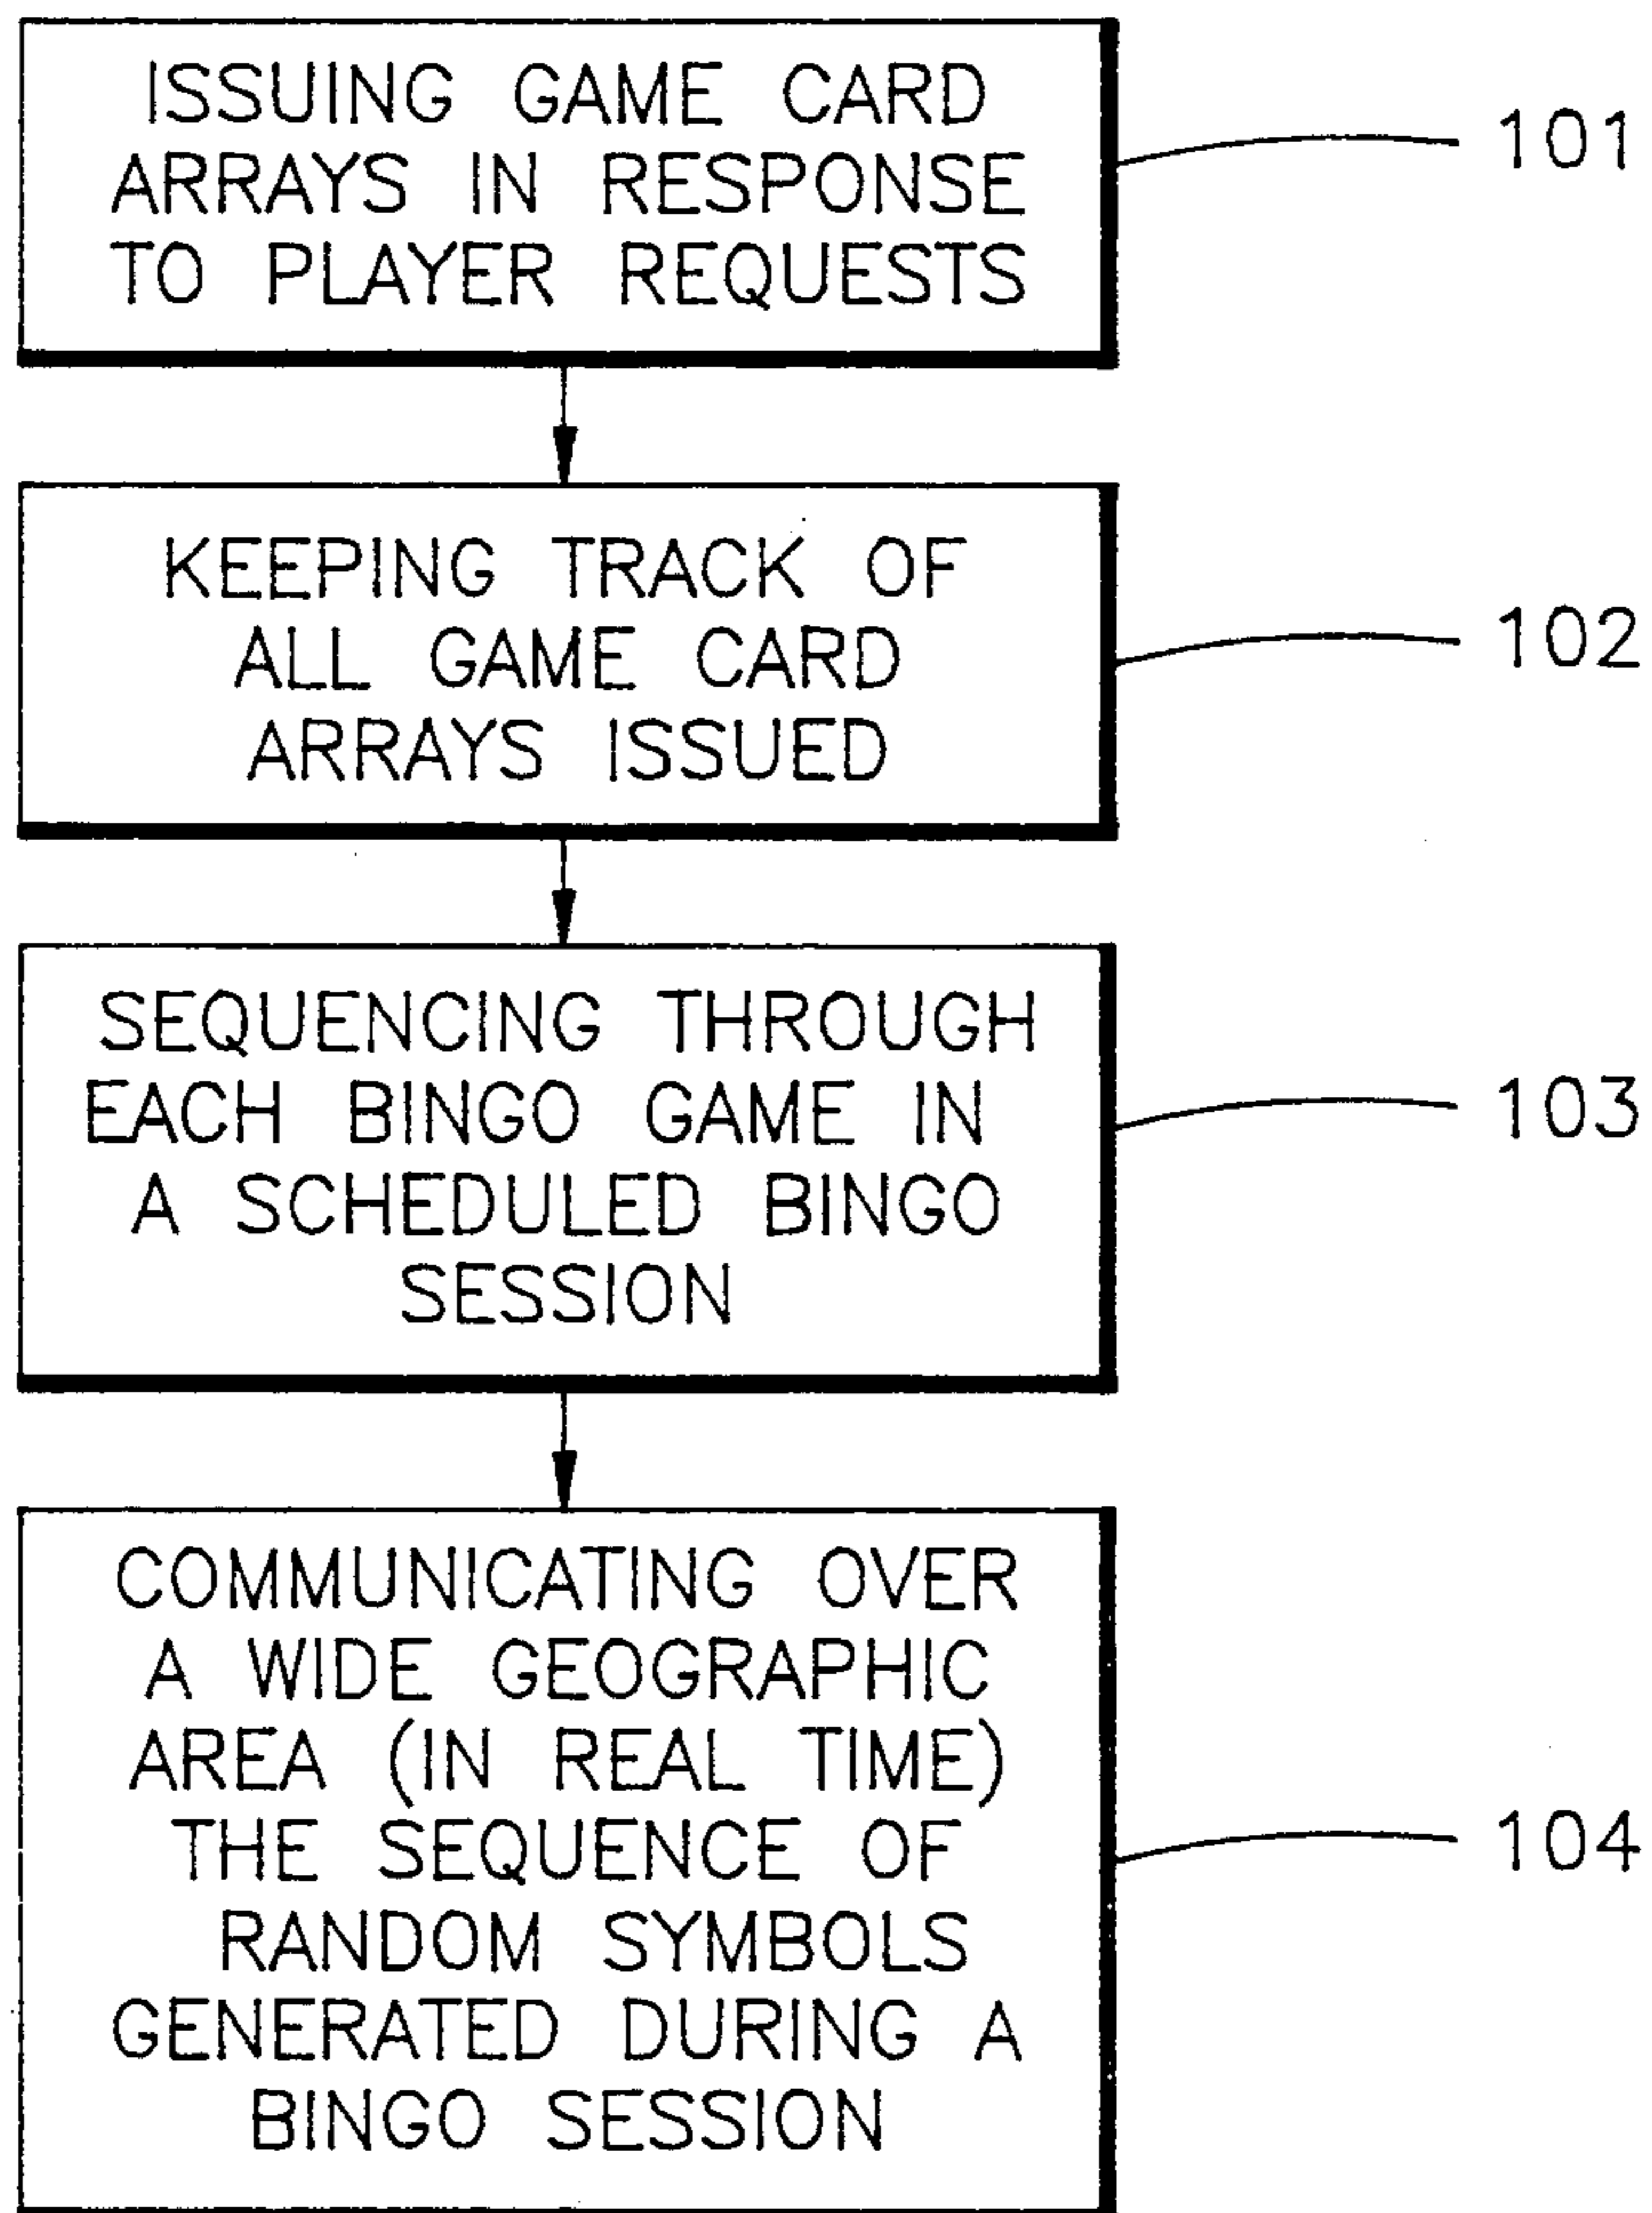 ISSUING GAME CARD
ARRAYS IN RESPONSE
TO PLAYER REQUESTS
101
KEEPING TRACK OF
ALL GAME CARD
ARRAYS ISSUED
102
SEQUENCING THROUGH
EACH BINGO GAME IN
A SCHEDULED BINGO
SESSION
103
COMMUNICATING OVER
A WIDE GEOGRAPHIC
AREA (IN REAL TIME)
THE SEQUENCE OF
RANDOM SYMBOLS
GENERATED DURING A
BINGO SESSION
104